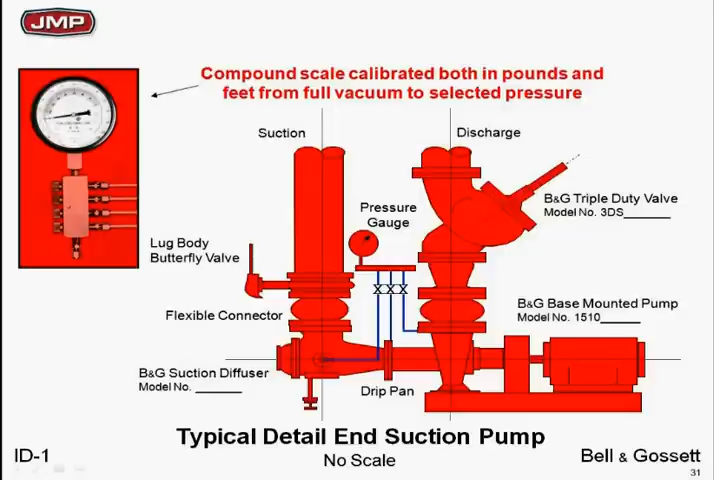 JMP
Compound scale calibrated both in pounds and
feet from full vacuum to selected pressure
Suction
Discharge
B&G Triple Duty Valve
Model No. 3DS_______
Pressure
Gauge
Lug Body
Butterfly Valve
X X X
B&G Base Mounted Pump
Model No. 1510______
Flexible Connector
B&G Suction Diffuser
Model No. _______
Drip Pan
Typical Detail End Suction Pump
ID-1
No Scale
Bell & Gossett
31